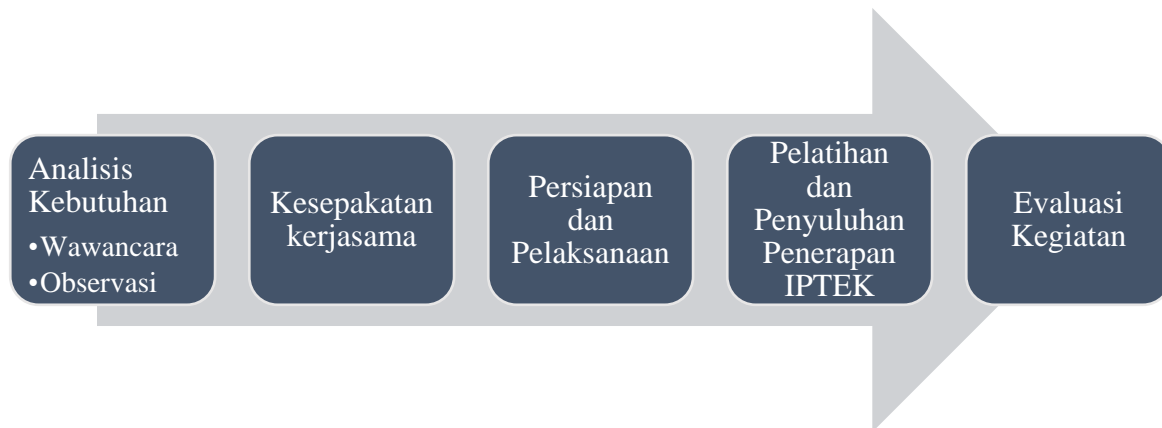 Analisis
Kebutuhan
•Wawancara
•Observasi
Kesepakatan
kerjasama
Persiapan
dan
Pelaksanaan
Pelatihan
dan
Penyuluhan
Penerapan
IPTEK
Evaluasi
Kegiatan